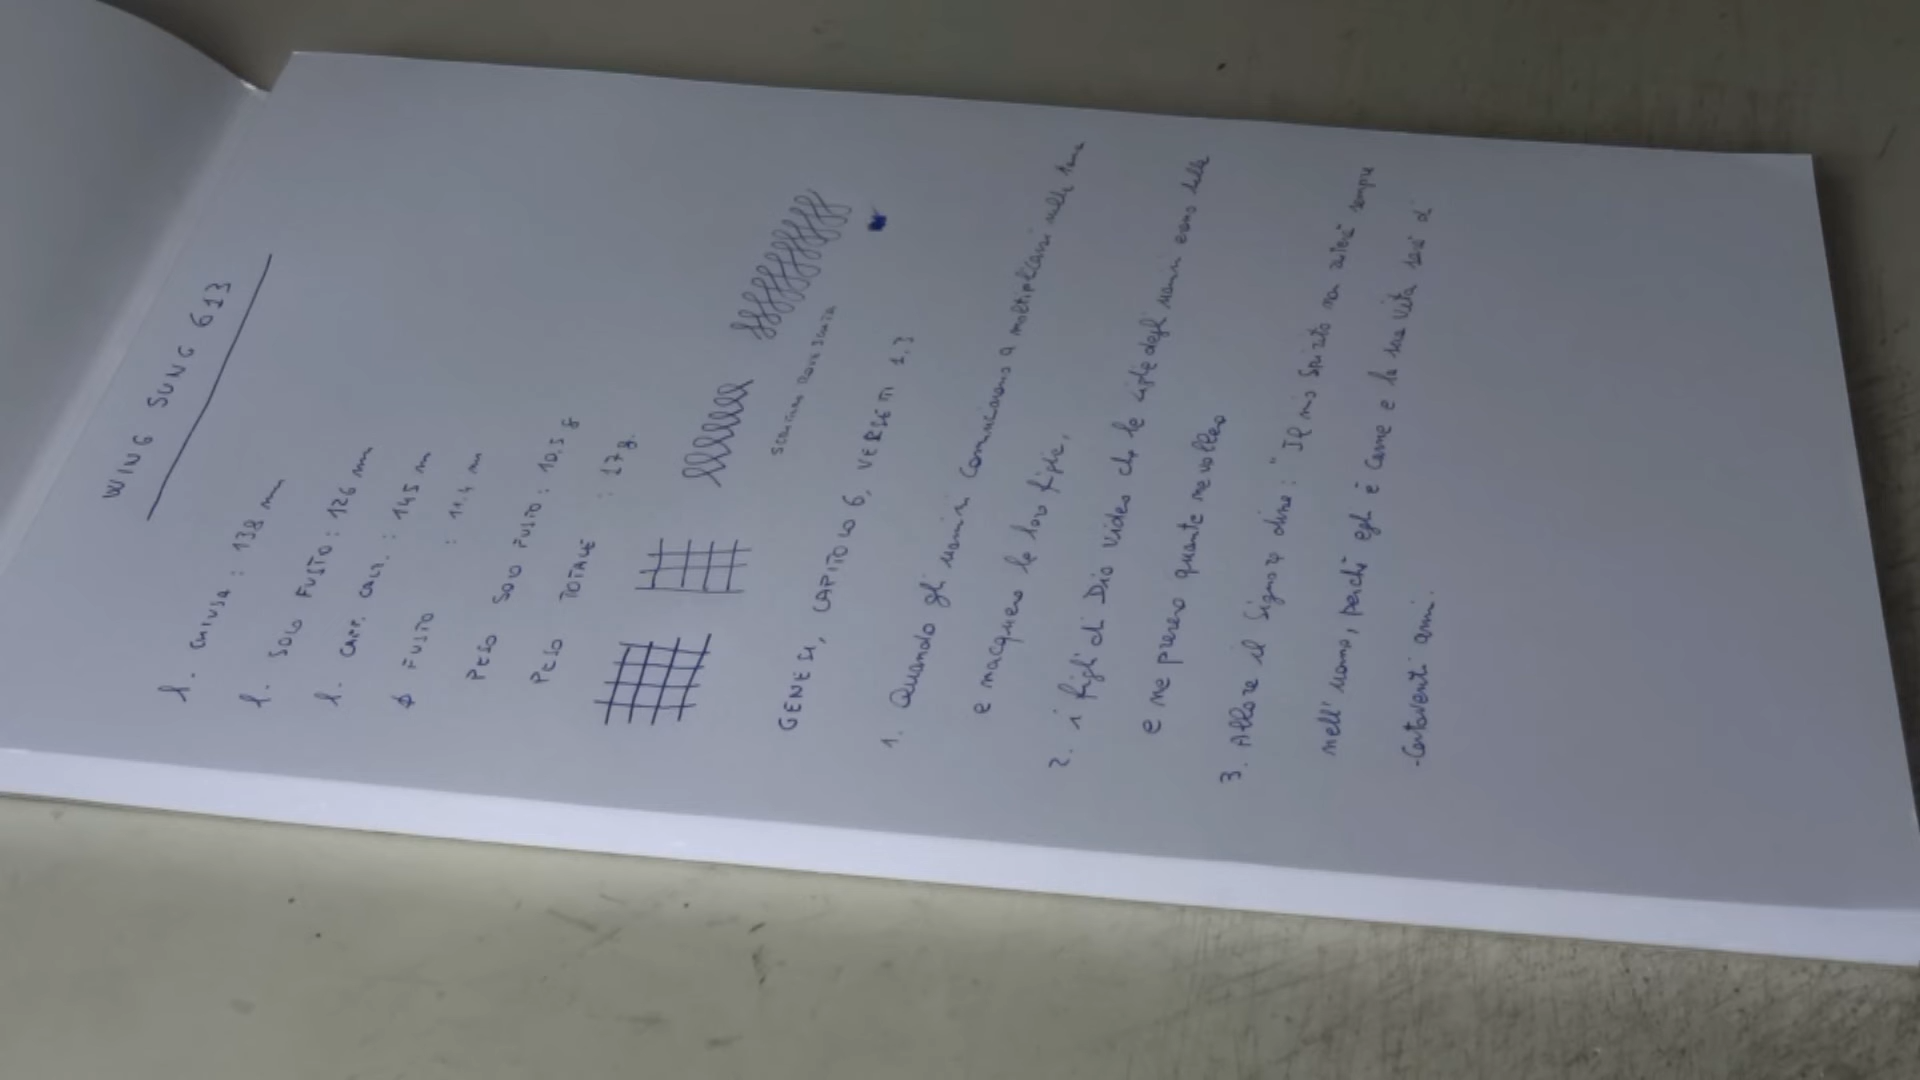 WING SUNG 613
l. CHIUSA : 138 mm
l. SOLO FUSTO : 126 mm
l. CAPP. CALZ. : 145 mm
φ FUSTO : 11.4 mm
PESO SOLO FUSTO : 10.5 g
PESO TOTALE : 17 g.
SCRITTURA ROVESCIATA
GENESI, CAPITOLO 6, VERSETTI 1.3
1. Quando gli uomini cominciarono a moltiplicarsi sulla terra
e nacquero le loro figlie,
2. i figli di Dio videro che le figlie degli uomini erano belle
e ne presero quante ne vollero
3. Allora il Signore disse: "Il mio spirito non resterà sempre
nell'uomo, perché egli è carne e la sua vita sarà di
-Centoventi anni.